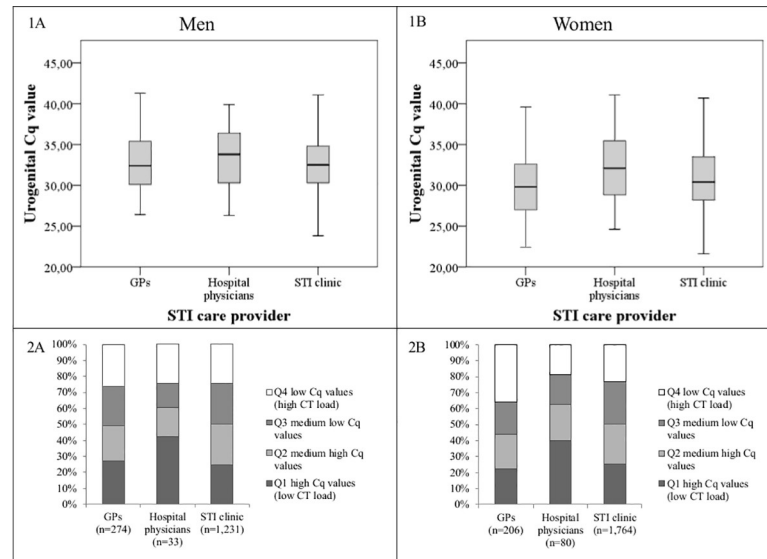 1A
Men
Urogenital Cq value
45,00
40,00
35,00
30,00
25,00
20,00
GPs
Hospital
physicians
STI clinic
STI care provider
1B
Women
Urogenital Cq value
45,00
40,00
35,00
30,00
25,00
20,00
GPs
Hospital
physicians
STI clinic
STI care provider
2A
100%
90%
80%
70%
60%
50%
40%
30%
20%
10%
0%
GPs
(n=274)
Hospital
physicians
(n=33)
STI clinic
(n=1,231)
Q4 low Cq values
(high CT load)
Q3 medium low Cq
values
Q2 medium high Cq
values
Q1 high Cq values
(low CT load)
2B
100%
90%
80%
70%
60%
50%
40%
30%
20%
10%
0%
GPs
(n=206)
Hospital
physicians
(n=80)
STI clinic
(n=1,764)
Q4 low Cq values
(high CT load)
Q3 medium low Cq
values
Q2 medium high Cq
values
Q1 high Cq values
(low CT load)